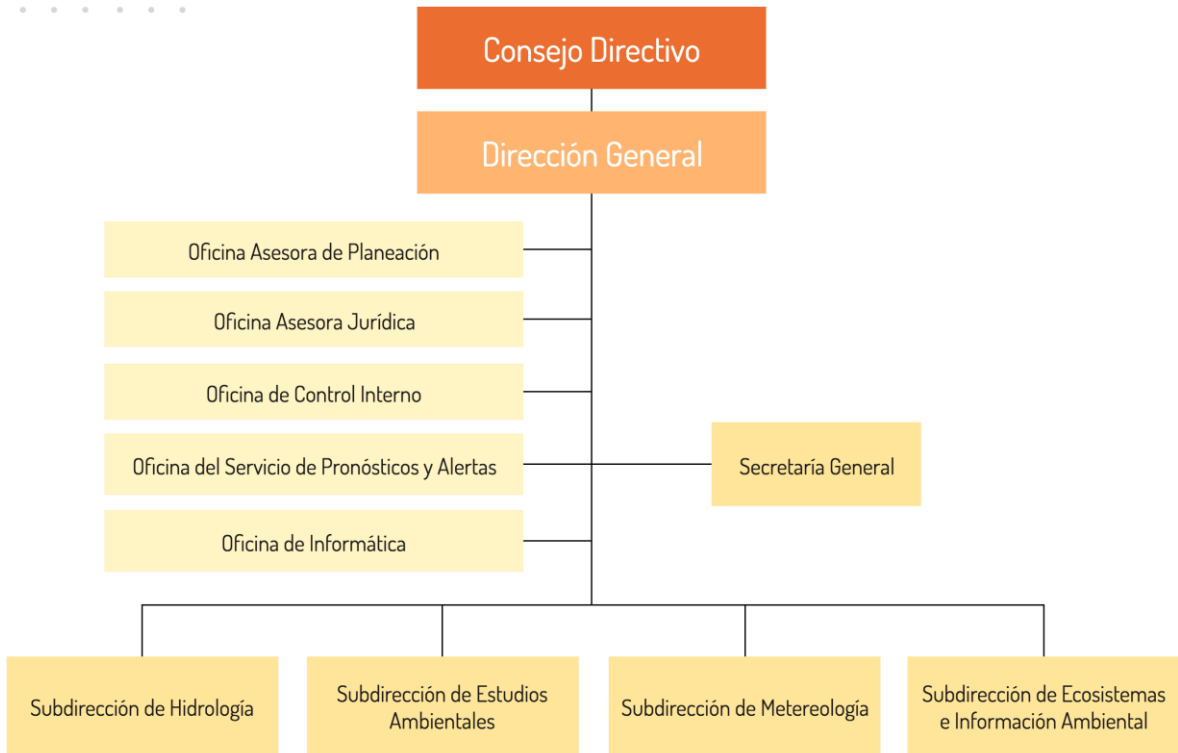 Consejo Directivo
Dirección General
Oficina Asesora de Planeación
Oficina Asesora Jurídica
Oficina de Control Interno
Oficina del Servicio de Pronósticos y Alertas
Secretaría General
Oficina de Informática
Subdirección de Hidrología
Subdirección de Estudios
Ambientales
Subdirección de Metereología
Subdirección de Ecosistemas
e Información Ambiental